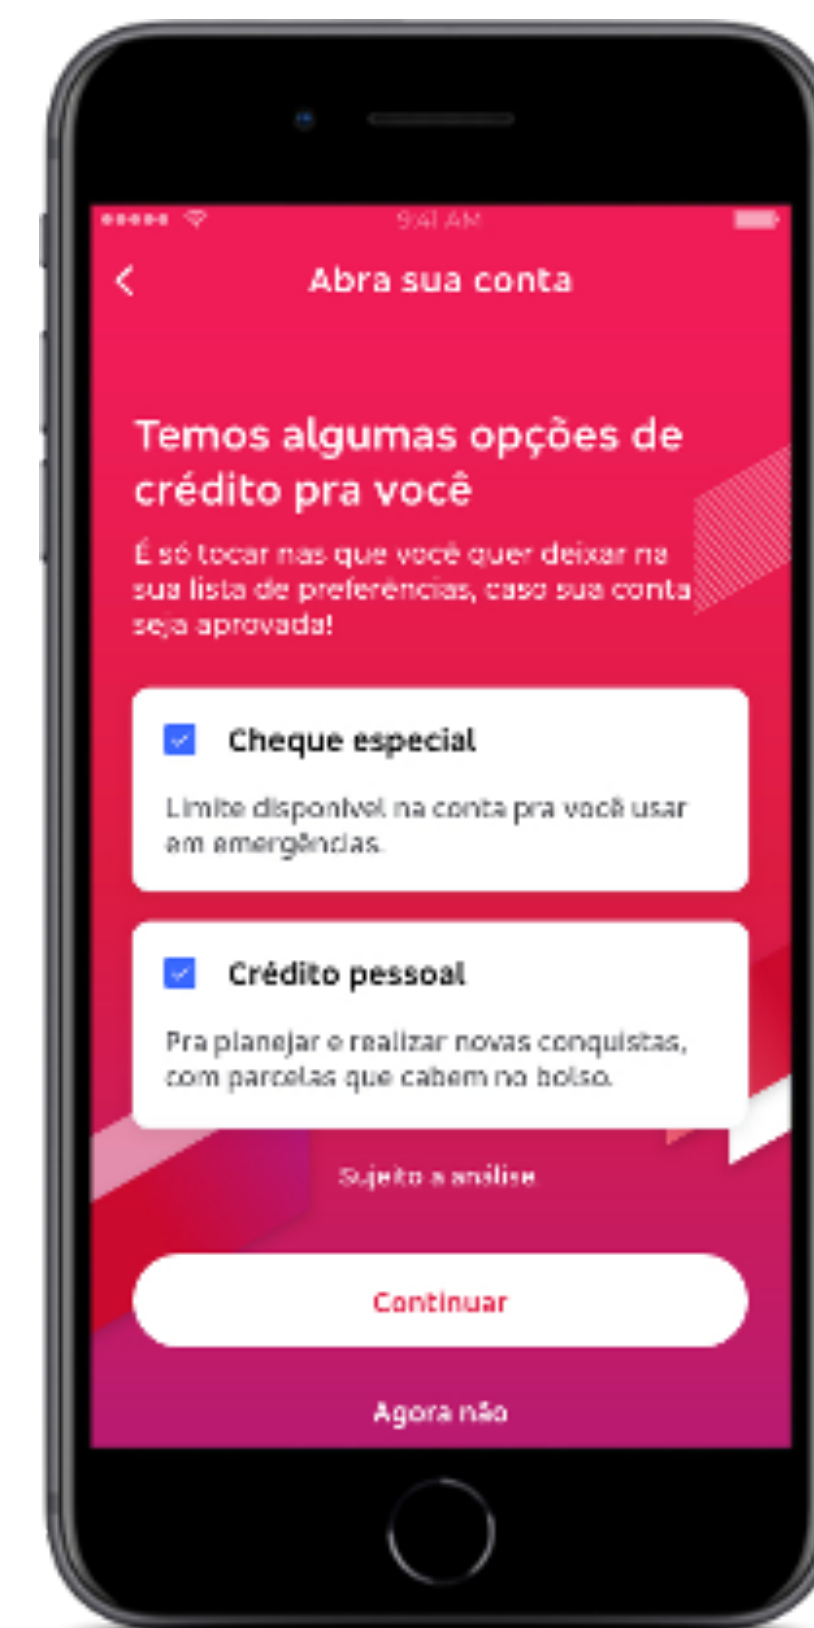 9:41 AM
Abra sua conta
Temos algumas opções de
crédito pra você
É só tocar nas que você quer deixar na
sua lista de preferências, caso sua conta
seja aprovada!
Cheque especial
Limite disponível na conta pra você usar
em emergências.
Crédito pessoal
Pra planejar e realizar novas conquistas,
com parcelas que cabem no bolso.
Sujeito a análise
Continuar
Agora não